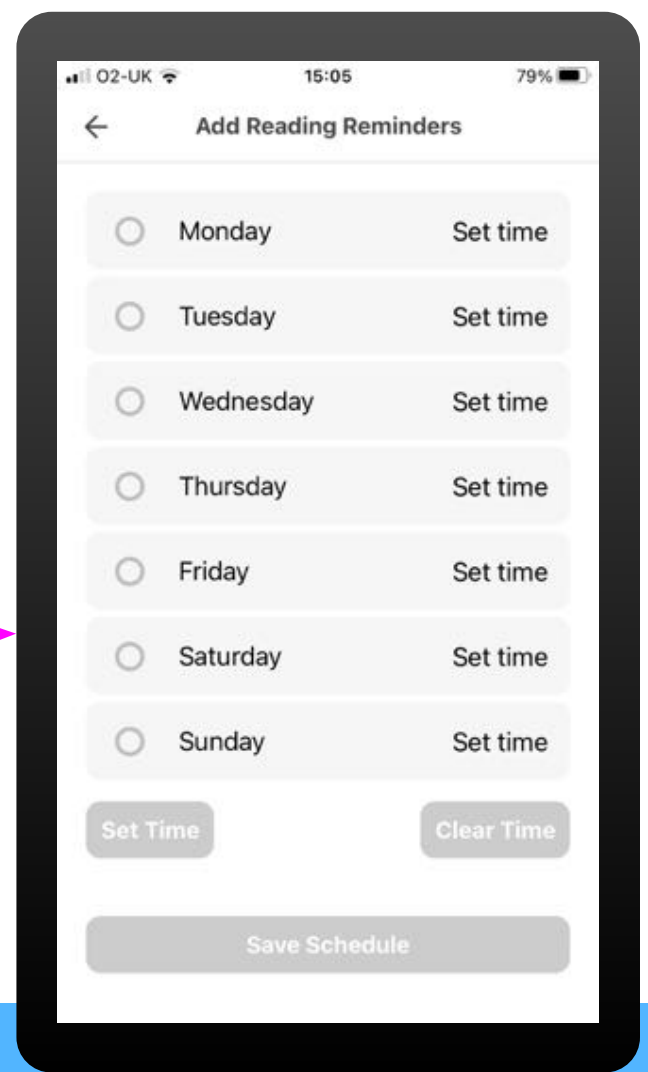 O2-UK 15:05 79%
Add Reading Reminders
Monday Set time
Tuesday Set time
Wednesday Set time
Thursday Set time
Friday Set time
Saturday Set time
Sunday Set time
Set Time Clear Time
Save Schedule